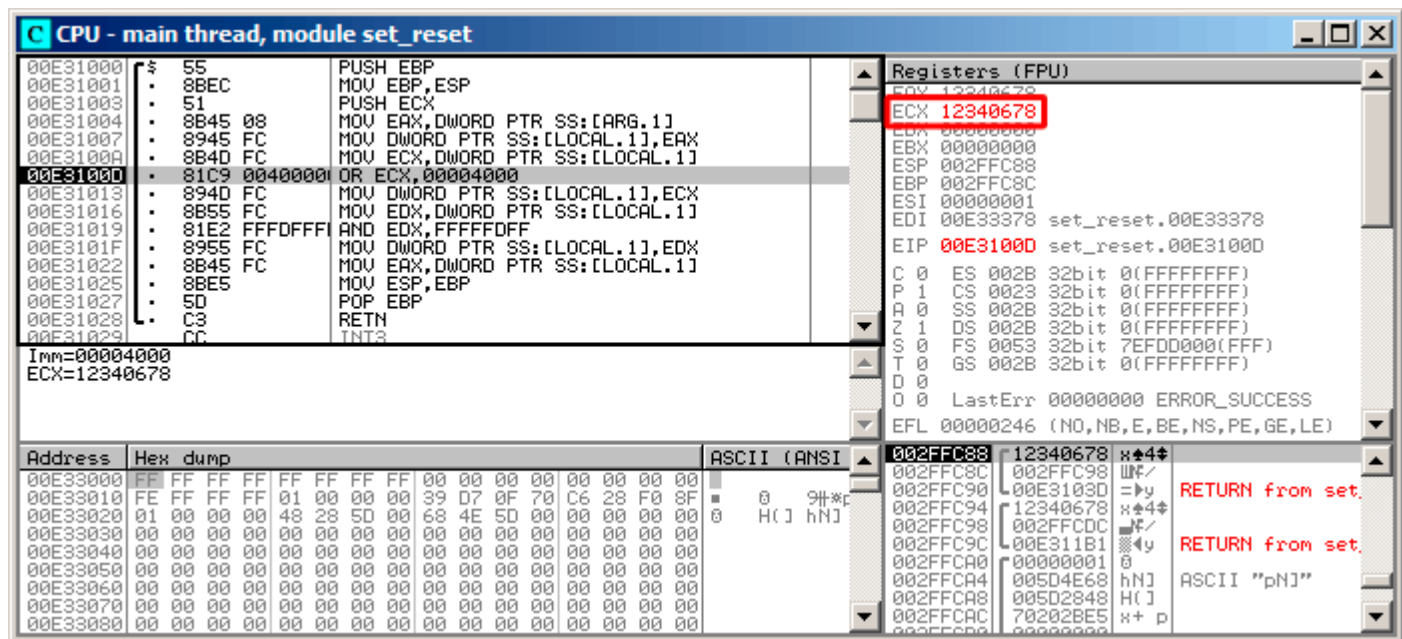 C CPU - main thread, module set_reset
00E31000 $ 55 PUSH EBP
00E31001 · 8BEC MOV EBP,ESP
00E31003 · 51 PUSH ECX
00E31004 · 8B45 08 MOV EAX,DWORD PTR SS:[ARG.1]
00E31007 · 8945 FC MOV DWORD PTR SS:[LOCAL.1],EAX
00E3100A · 8B4D FC MOV ECX,DWORD PTR SS:[LOCAL.1]
00E3100D · 81C9 0040000 OR ECX,00004000
00E31013 · 894D FC MOV DWORD PTR SS:[LOCAL.1],ECX
00E31016 · 8B55 FC MOV EDX,DWORD PTR SS:[LOCAL.1]
00E31019 · 81E2 FFFDFFF AND EDX,FFFFFDFF
00E3101F · 8955 FC MOV DWORD PTR SS:[LOCAL.1],EDX
00E31022 · 8B45 FC MOV EAX,DWORD PTR SS:[LOCAL.1]
00E31025 · 8BE5 MOV ESP,EBP
00E31027 · 5D POP EBP
00E31028 · C3 RETN
00E31029 CC INT3
Imm=00004000
ECX=12340678
Registers (FPU)
EAX 12340678
ECX 12340678
EDX 00000000
EBX 00000000
ESP 002FFC88
EBP 002FFC8C
ESI 00000001
EDI 00E33378 set_reset.00E33378
EIP 00E3100D set_reset.00E3100D
C 0 ES 002B 32bit 0(FFFFFFFF)
P 1 CS 0023 32bit 0(FFFFFFFF)
A 0 SS 002B 32bit 0(FFFFFFFF)
Z 1 DS 002B 32bit 0(FFFFFFFF)
S 0 FS 0053 32bit 7EFDD000(FFF)
T 0 GS 002B 32bit 0(FFFFFFFF)
D 0
O 0 LastErr 00000000 ERROR_SUCCESS
EFL 00000246 (NO,NB,E,BE,NS,PE,GE,LE)
Address Hex dump ASCII (ANSI
00E33000 FF FF FF FF FF FF FF FF 00 00 00 00 00 00 00 00
00E33010 FE FF FF FF 01 00 00 00 39 D7 0F 70 C6 28 F0 8F
00E33020 01 00 00 00 48 28 5D 00 68 4E 5D 00 00 00 00 00 H(] hN]
00E33030 00 00 00 00 00 00 00 00 00 00 00 00 00 00 00 00
00E33040 00 00 00 00 00 00 00 00 00 00 00 00 00 00 00 00
00E33050 00 00 00 00 00 00 00 00 00 00 00 00 00 00 00 00
00E33060 00 00 00 00 00 00 00 00 00 00 00 00 00 00 00 00
00E33070 00 00 00 00 00 00 00 00 00 00 00 00 00 00 00 00
00E33080 00 00 00 00 00 00 00 00 00 00 00 00 00 00 00 00
002FFC88 12340678 x♠4↕
002FFC8C 002FFC98
002FFC90 00E3103D RETURN from set_
002FFC94 12340678 x♠4↕
002FFC98 002FFCDC
002FFC9C 00E311B1 RETURN from set_
002FFCA0 00000001
002FFCA4 005D4E68 hN] ASCII "pN]"
002FFCA8 005D2848 H(]
002FFCAC 70202BE5 x+ p